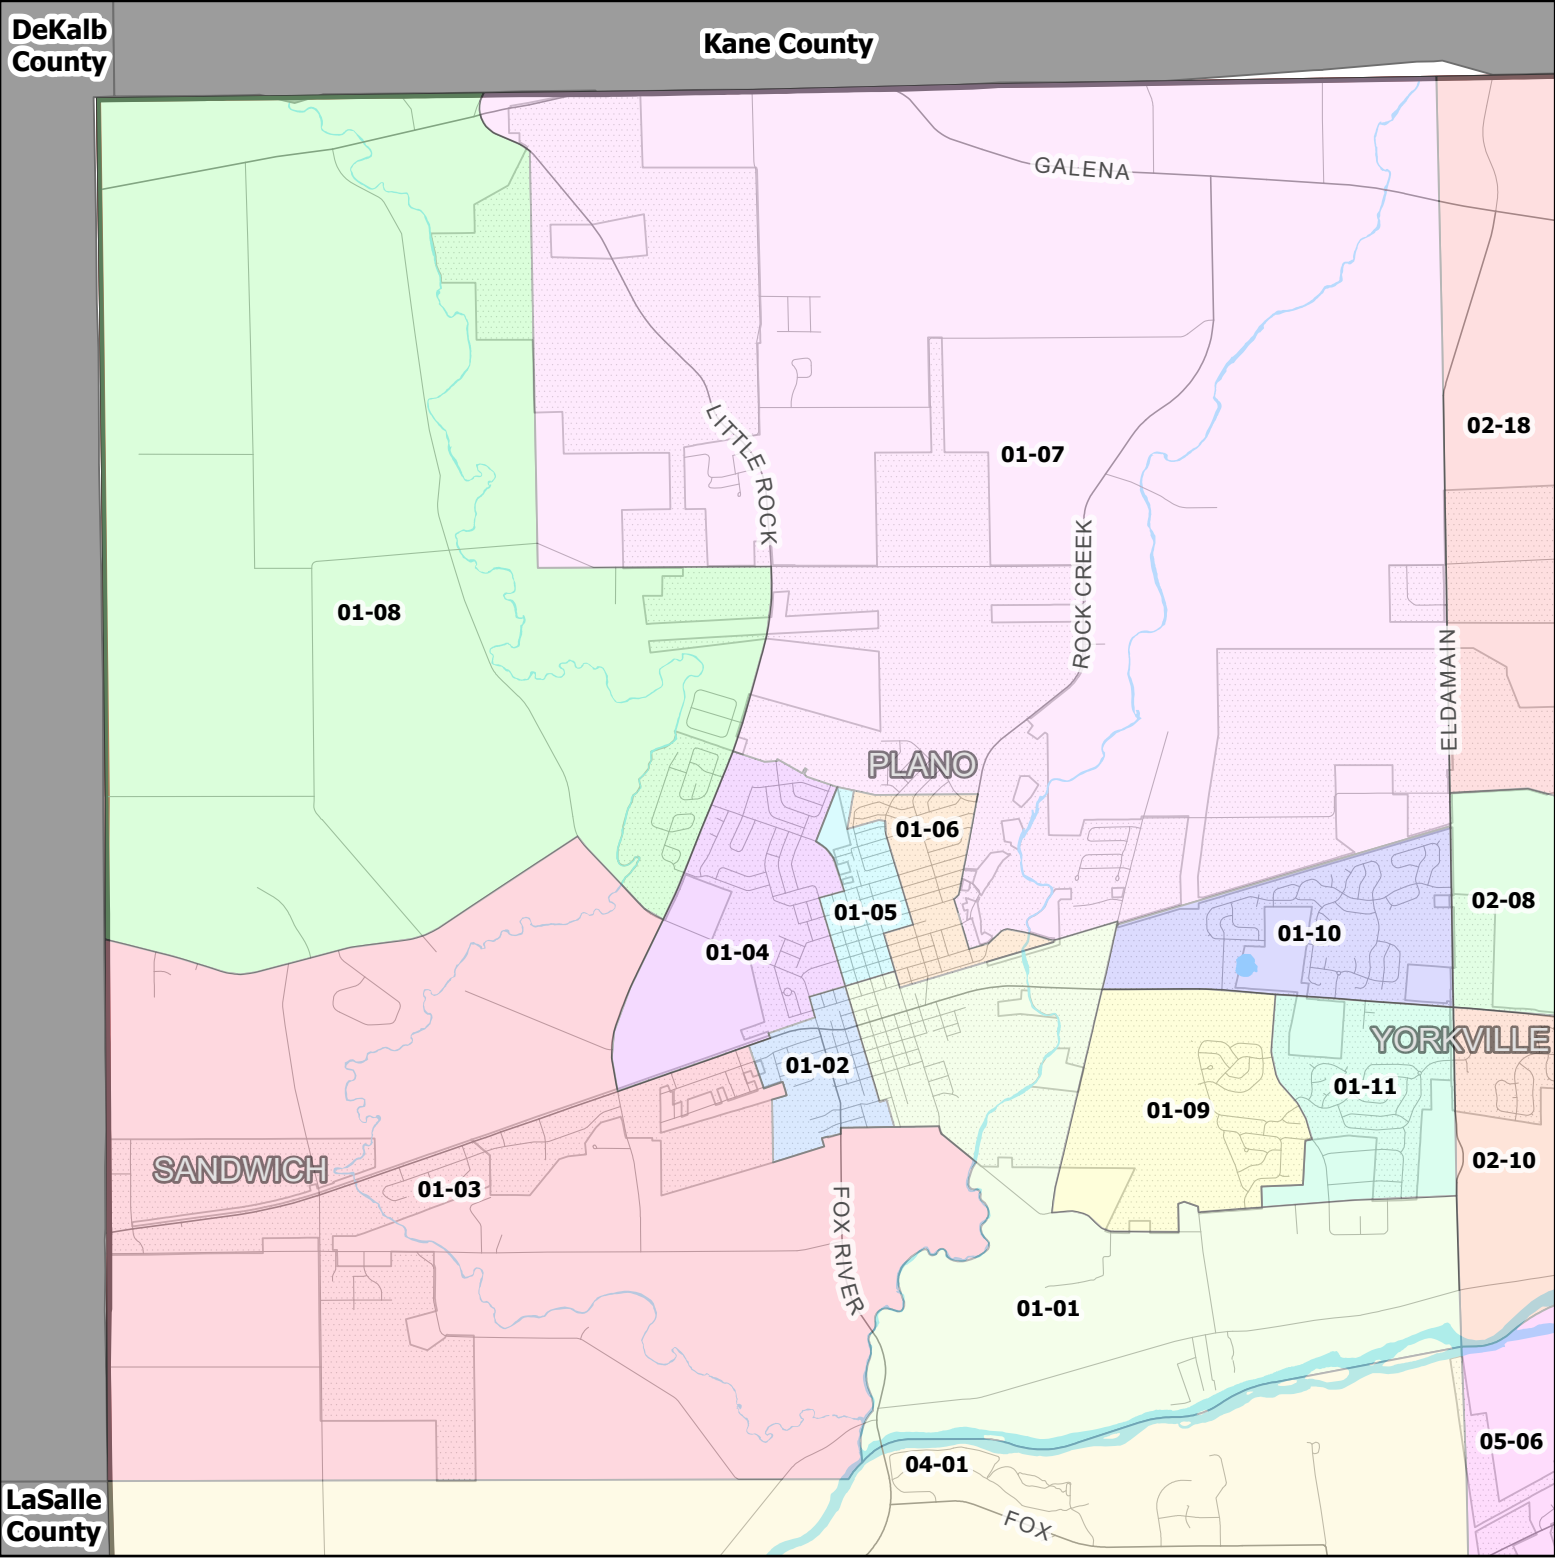 DeKalb
County
Kane County
GALENA
LITTLE ROCK
01-07
02-18
ROCK CREEK
01-08
ELDAMAIN
PLANO
01-06
01-05
02-08
01-10
01-04
YORKVILLE
01-02
01-11
01-09
02-10
SANDWICH
01-03
FOX RIVER
01-01
05-06
04-01
LaSalle
County
FOX